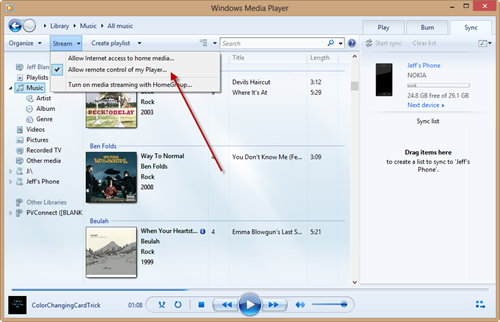 Windows Media Player
Library ▸ Music ▸ All music
Play Burn Sync
Organize Stream Create playlist Search
Start sync Clear list
Allow Internet access to home media...
Allow remote control of my Player...
Turn on media streaming with HomeGroup...
Title Length
Jeff Blan
Playlists
Music
Artist
Album
Genre
Videos
Pictures
Recorded TV
Other media
J:\
Jeff's Phone
Other Libraries
PVConnect ([BLANK
Rock
2003
Devils Haircut 3:12
Where It's At 5:29
Ben Folds
Way To Normal
Ben Folds
Rock
2008
4 You Don't Know Me (Fe... 3:09
Beulah
When Your Heartst...
Beulah
Rock
1999
4 Emma Blowgun's Last S... 5:21
Jeff's Phone
NOKIA
24.8 GB free of 29.1 GB
Next device
Sync list
Drag items here
to create a list to sync to 'Jeff's
Phone'.
ColorChangingCardTrick 01:08